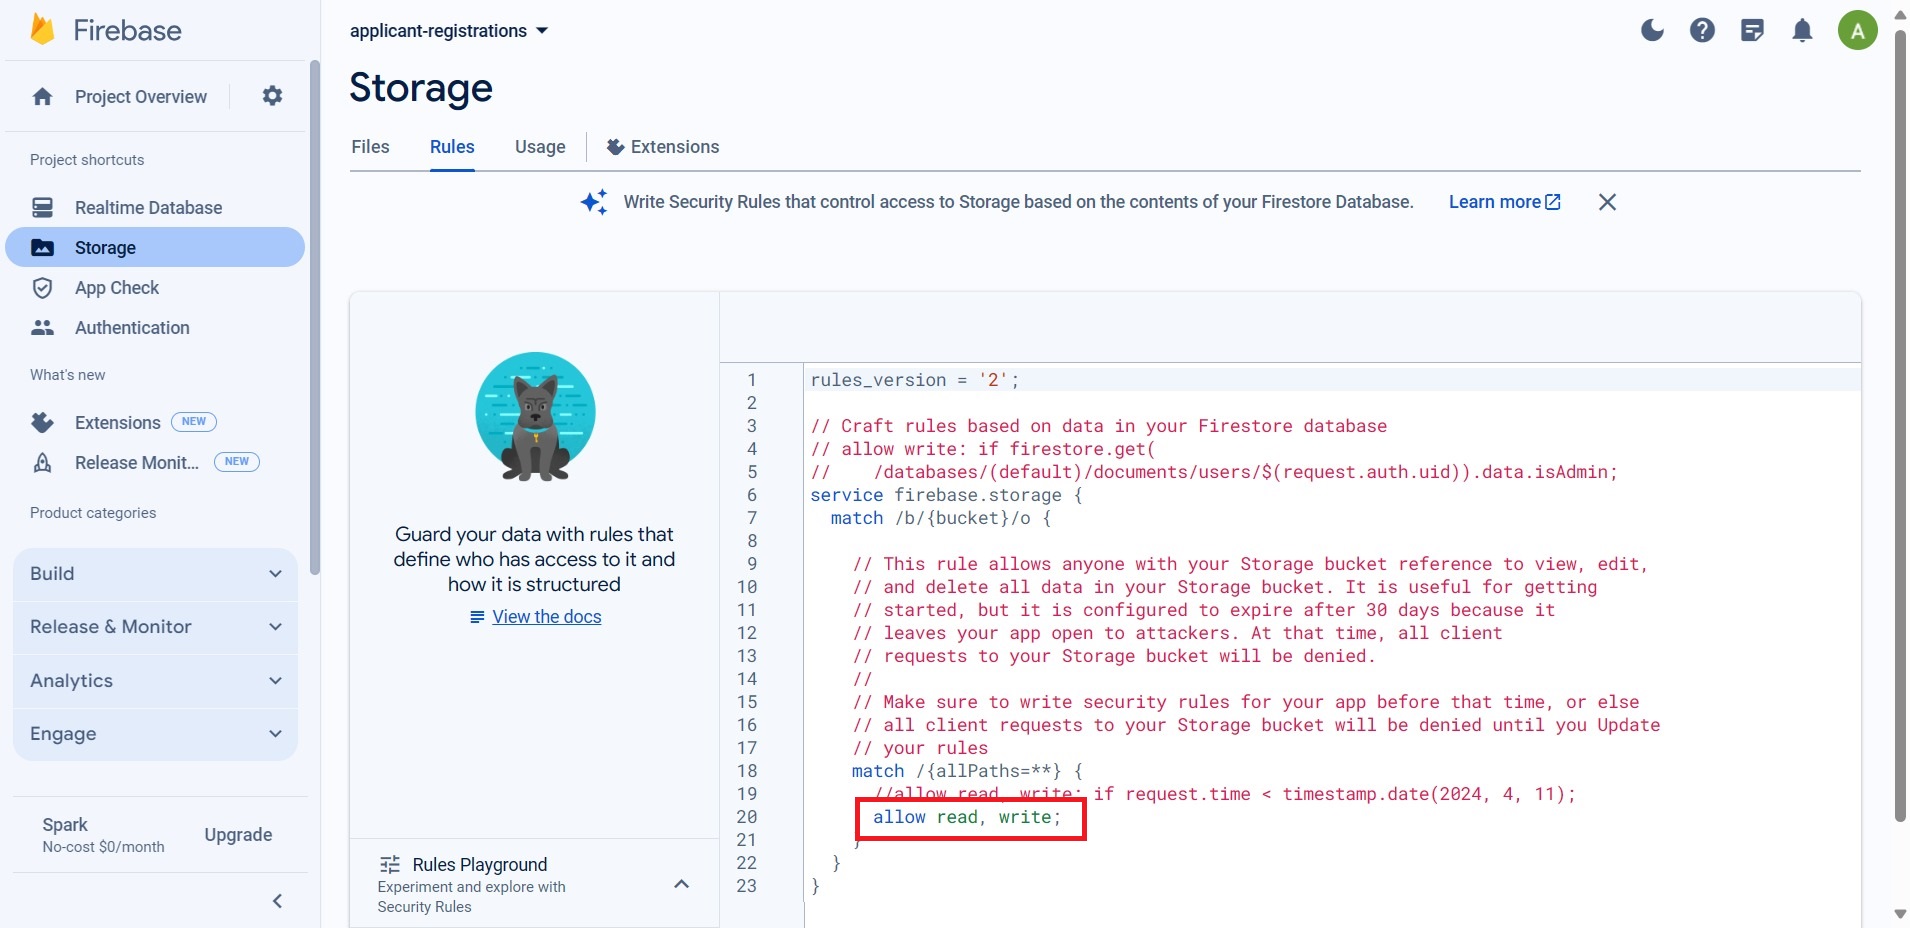 Firebase
Project Overview
Project shortcuts
Realtime Database
Storage
App Check
Authentication
What's new
Extensions NEW
Release Monit... NEW
Product categories
Build
Release & Monitor
Analytics
Engage
Spark
No-cost $0/month
Upgrade
applicant-registrations
A
Storage
Files Rules Usage Extensions
Write Security Rules that control access to Storage based on the contents of your Firestore Database. Learn more
Guard your data with rules that
define who has access to it and
how it is structured
View the docs
Rules Playground
Experiment and explore with
Security Rules
1 rules_version = '2';
2
3 // Craft rules based on data in your Firestore database
4 // allow write: if firestore.get(
5 //    /databases/(default)/documents/users/$(request.auth.uid)).data.isAdmin;
6 service firebase.storage {
7   match /b/{bucket}/o {
8
9     // This rule allows anyone with your Storage bucket reference to view, edit,
10     // and delete all data in your Storage bucket. It is useful for getting
11     // started, but it is configured to expire after 30 days because it
12     // leaves your app open to attackers. At that time, all client
13     // requests to your Storage bucket will be denied.
14     //
15     // Make sure to write security rules for your app before that time, or else
16     // all client requests to your Storage bucket will be denied until you Update
17     // your rules
18     match /{allPaths=**} {
19       //allow read, write: if request.time < timestamp.date(2024, 4, 11);
20       allow read, write;
21     }
22   }
23 }